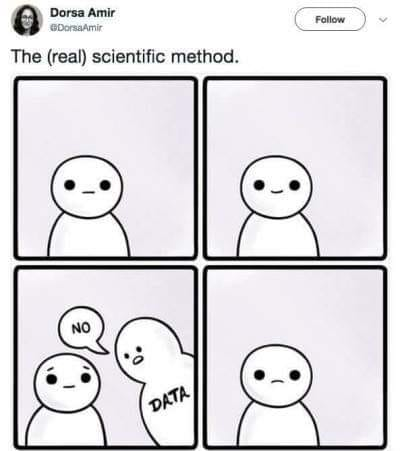 Dorsa Amir
@DorsaAmir
Follow
The (real) scientific method.
NO
DATA